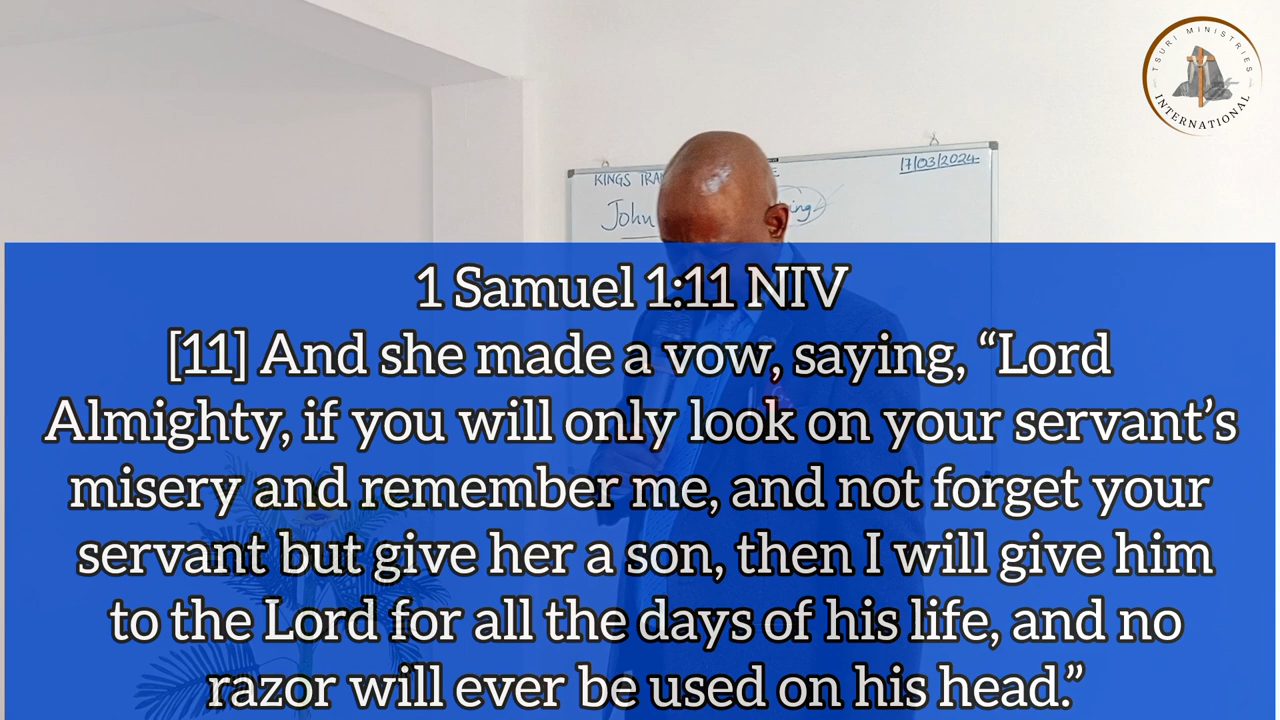 TSURI MINISTRIES
INTERNATIONAL
17/03/2024
KINGS
John
1 Samuel 1:11 NIV
[11] And she made a vow, saying, “Lord
Almighty, if you will only look on your servant’s
misery and remember me, and not forget your
servant but give her a son, then I will give him
to the Lord for all the days of his life, and no
razor will ever be used on his head.”